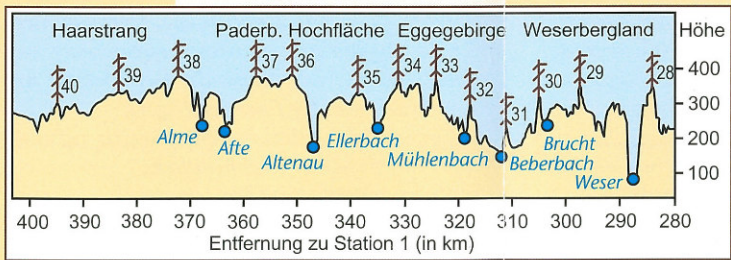 Haarstrang Paderb. Hochfläche Eggegebirge Weserbergland Höhe
40 39 38 37 36 35 34 33 32 31 30 29 28
400
300
200
100
Alme Afte Altenau Ellerbach Mühlenbach Beberbach Brucht Weser
400 390 380 370 360 350 340 330 320 310 300 290 280
Entfernung zu Station 1 (in km)